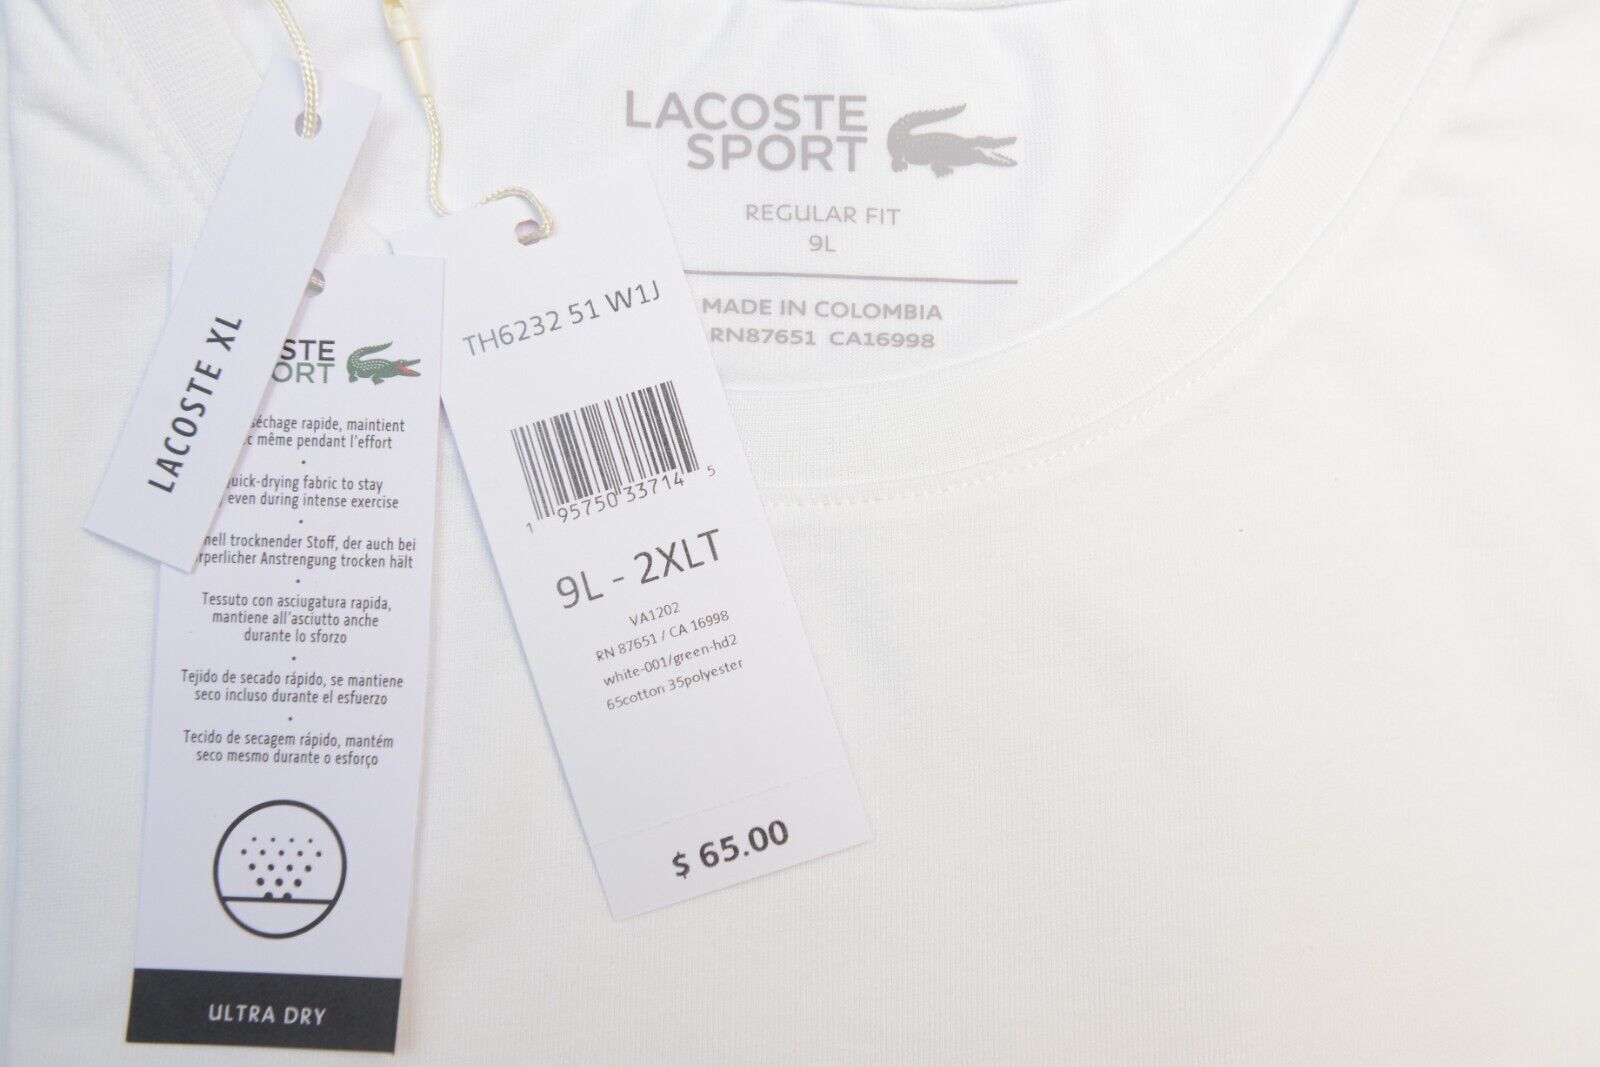 LACOSTE
SPORT
REGULAR FIT
9L
MADE IN COLOMBIA
RN87651 CA16998
LACOSTE XL
STE
ORT
séchage rapide, maintient
même pendant l'effort
quick-drying fabric to stay
even during intense exercise
trocknender Stoff, der auch bei
Anstrengung trocken hält
Tessuto con asciugatura rapida,
mantiene all'asciutto anche
durante lo sforzo
Tejido de secado rápido, se mantiene
seco incluso durante el esfuerzo
Tecido de secagem rápido, mantém
seco mesmo durante o esforço
ULTRA DRY
TH6232 51 W1J
1 95750 33714 5
9L - 2XLT
VA1202
RN 87651 / CA 16998
white-001/green-hd2
65cotton 35polyester
$ 65.00